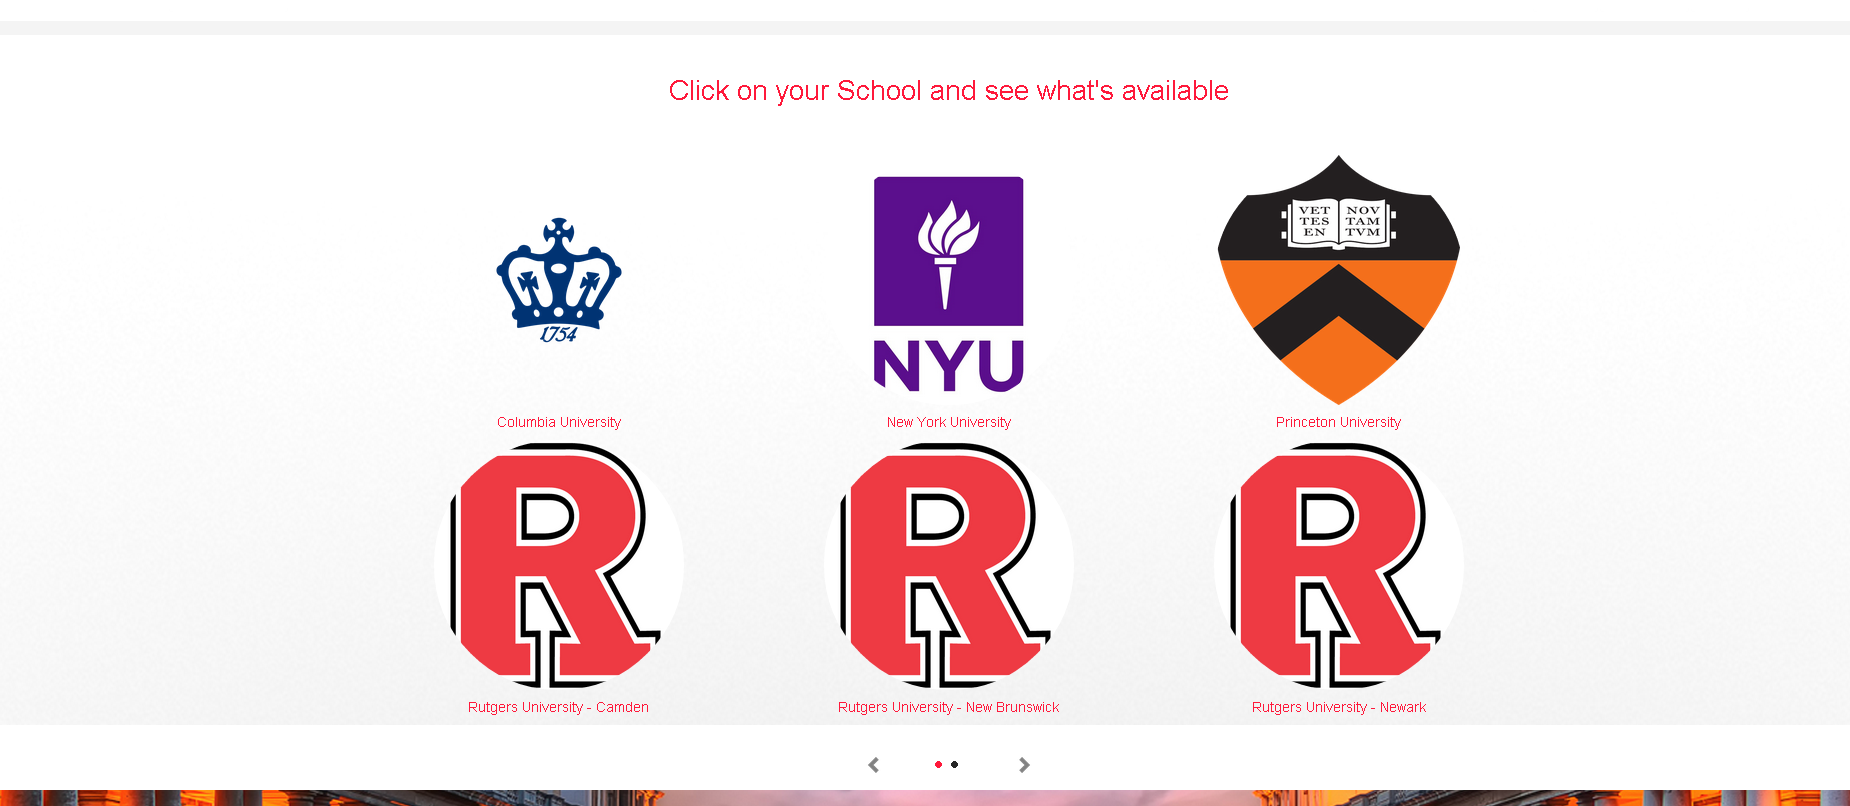 Click on your School and see what's available
1754
NYU
VET NOV
TES TAM
EN TVM
Columbia University
New York University
Princeton University
R
R
R
Rutgers University - Camden
Rutgers University - New Brunswick
Rutgers University - Newark